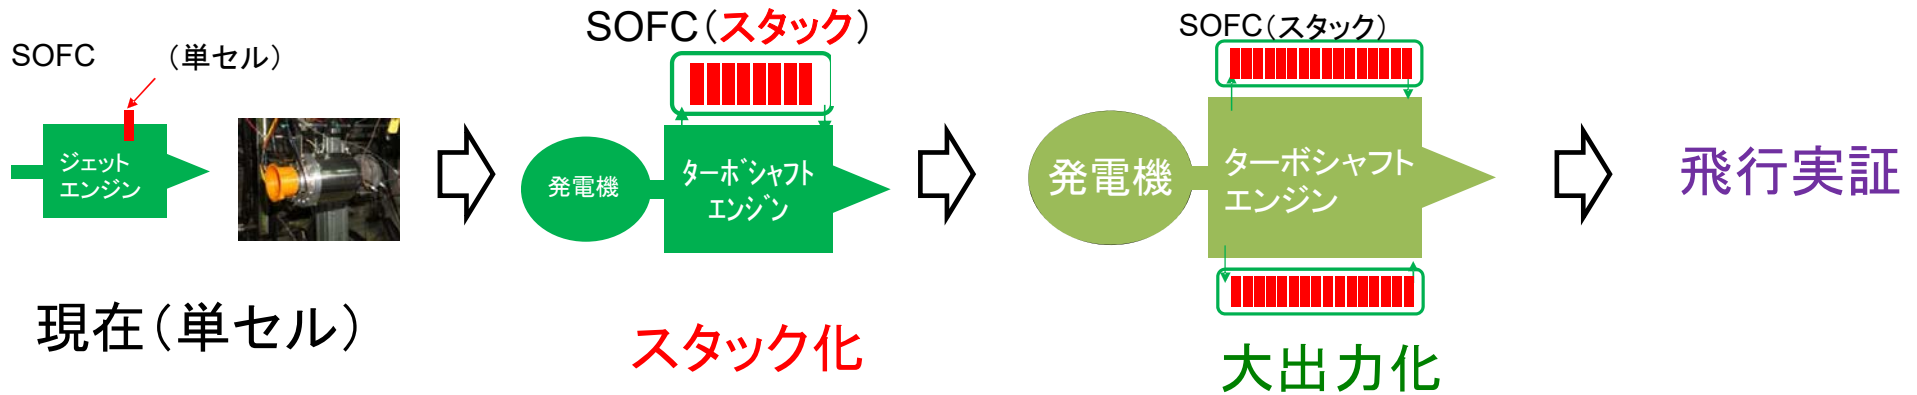 SOFC （単セル）
ジェット
エンジン
現在（単セル）
SOFC（スタック）
発電機
ターボシャフト
エンジン
スタック化
SOFC（スタック）
発電機
ターボシャフト
エンジン
大出力化
飛行実証